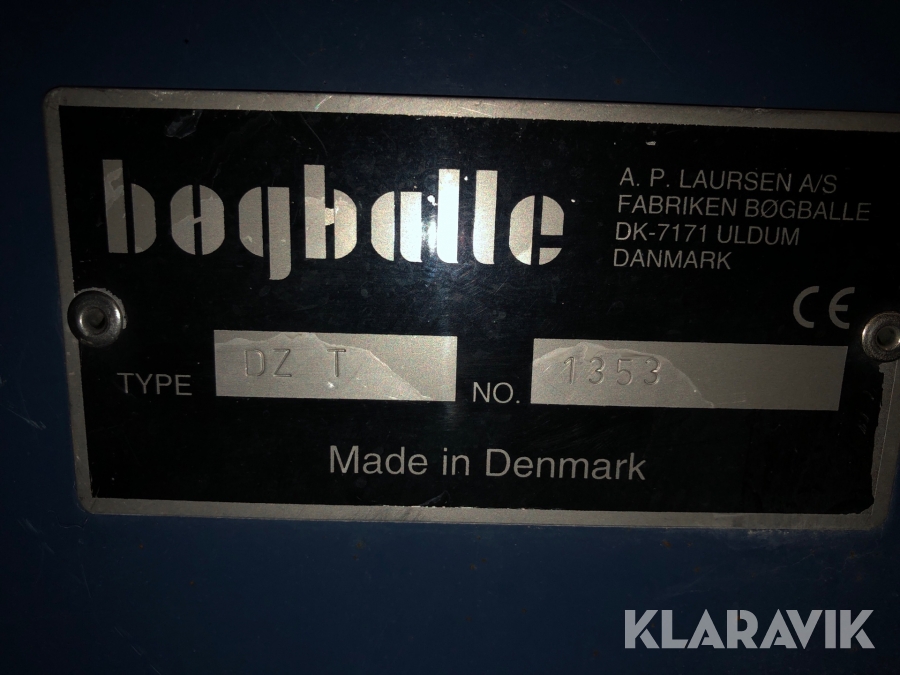 bøgballe
A. P. LAURSEN A/S
FABRIKEN BØGBALLE
DK-7171 ULDUM
DANMARK
CE
TYPE DZ T NO. 1353
Made in Denmark
KLARAVIK